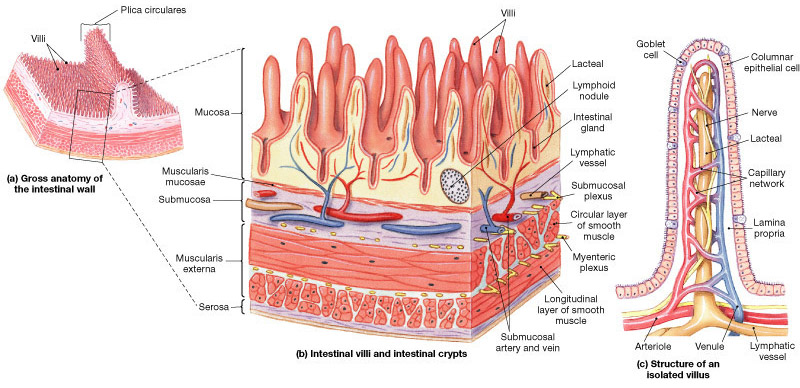 Plica circulares
Villi
(a) Gross anatomy of
the intestinal wall
Mucosa
Muscularis
mucosae
Submucosa
Muscularis
externa
Serosa
Villi
Lacteal
Lymphoid
nodule
Intestinal
gland
Lymphatic
vessel
Submucosal
plexus
Circular layer
of smooth
muscle
Myenteric
plexus
Longitudinal
layer of smooth
muscle
Submucosal
artery and vein
(b) Intestinal villi and intestinal crypts
Goblet
cell
Columnar
epithelial cell
Nerve
Lacteal
Capillary
network
Lamina
propria
Arteriole
Venule
Lymphatic
vessel
(c) Structure of an
isolated villus